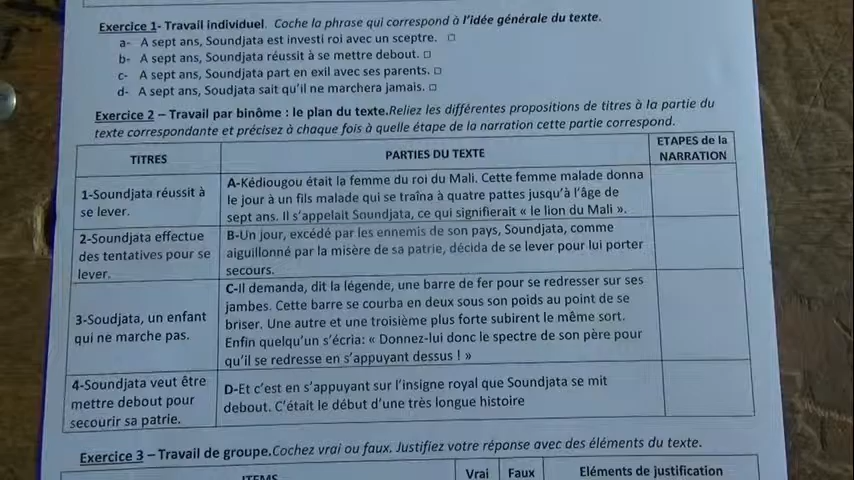 Exercice 1- Travail individuel. Coche la phrase qui correspond à l'idée générale du texte.
a- A sept ans, Soundjata est investi roi avec un sceptre. □
b- A sept ans, Soundjata réussit à se mettre debout. □
c- A sept ans, Soundjata part en exil avec ses parents. □
d- A sept ans, Soudjata sait qu'il ne marchera jamais. □
Exercice 2 – Travail par binôme : le plan du texte.Reliez les différentes propositions de titres à la partie du
texte correspondante et précisez à chaque fois à quelle étape de la narration cette partie correspond.
TITRES
PARTIES DU TEXTE
ETAPES de la
NARRATION
1-Soundjata réussit à
se lever.
A-Kédiougou était la femme du roi du Mali. Cette femme malade donna
le jour à un fils malade qui se traîna à quatre pattes jusqu'à l'âge de
sept ans. Il s'appelait Soundjata, ce qui signifierait « le lion du Mali ».
2-Soundjata effectue
des tentatives pour se
lever.
B-Un jour, excédé par les ennemis de son pays, Soundjata, comme
aiguillonné par la misère de sa patrie, décida de se lever pour lui porter
secours.
3-Soudjata, un enfant
qui ne marche pas.
C-Il demanda, dit la légende, une barre de fer pour se redresser sur ses
jambes. Cette barre se courba en deux sous son poids au point de se
briser. Une autre et une troisième plus forte subirent le même sort.
Enfin quelqu'un s'écria: « Donnez-lui donc le spectre de son père pour
qu'il se redresse en s'appuyant dessus ! »
4-Soundjata veut être
mettre debout pour
secourir sa patrie.
D-Et c'est en s'appuyant sur l'insigne royal que Soundjata se mit
debout. C'était le début d'une très longue histoire
Exercice 3 – Travail de groupe.Cochez vrai ou faux. Justifiez votre réponse avec des éléments du texte.
ITEMS
Vrai
Faux
Eléments de justification